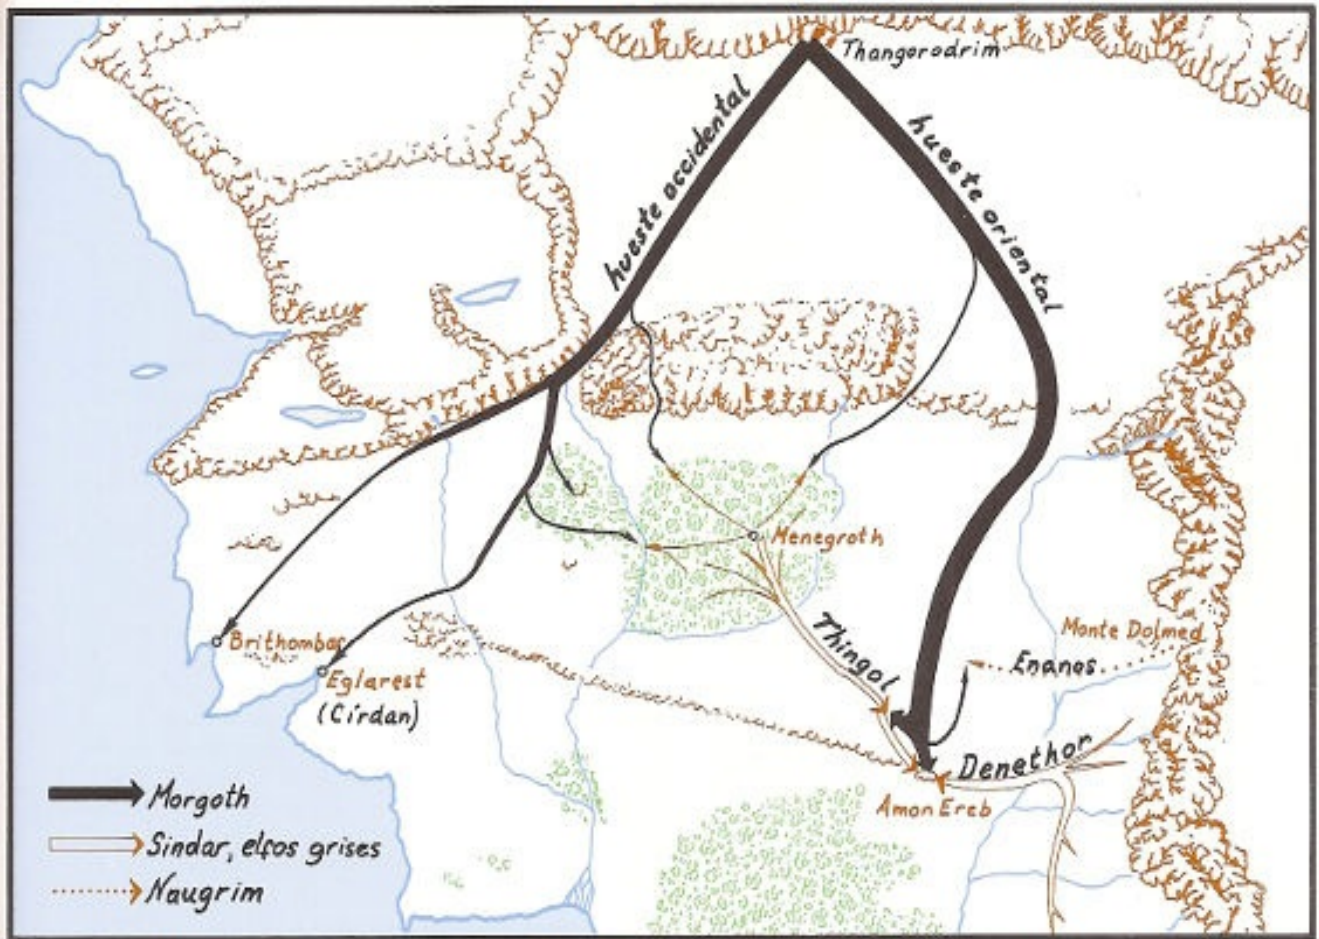 Thangorodrim
hueste occidental
hueste oriental
Menegroth
Thingol
Monte Dolmed
Enanos
Brithombar
Eglarest
(Círdan)
Denethor
Amon Ereb
Morgoth
Sindar, elfos grises
Naugrim